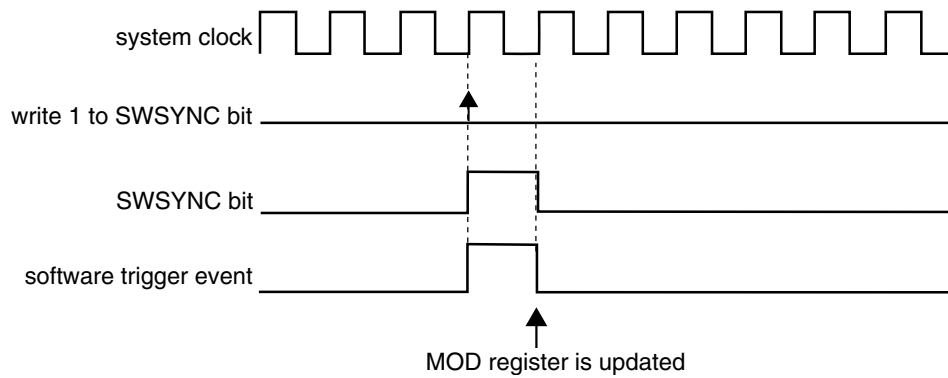 system clock
write 1 to SWSYNC bit
SWSYNC bit
software trigger event
MOD register is updated